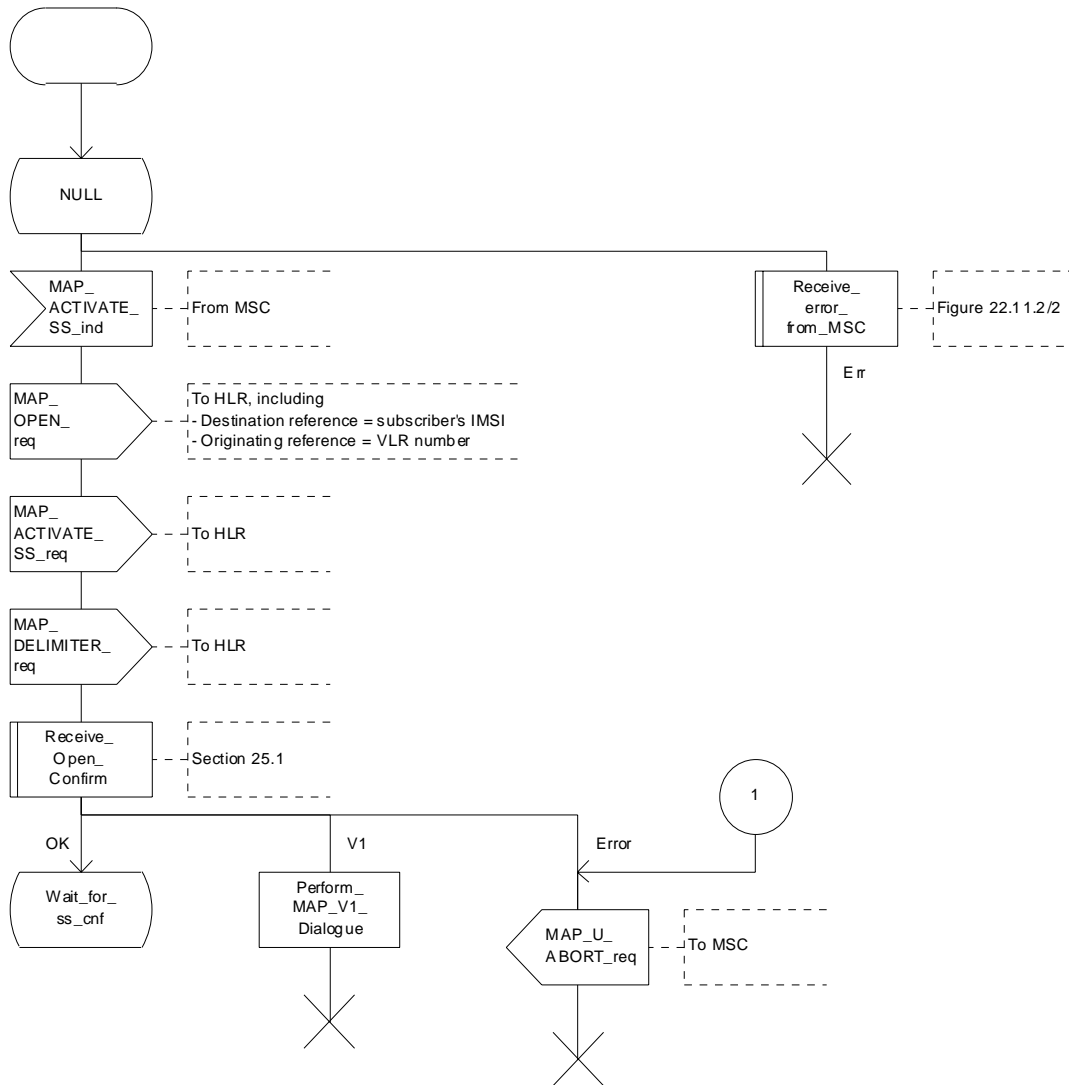 NULL
MAP_
ACTIVATE_
SS_ind
From MSC
Receive_
error_
from_MSC
Figure 22.11.2/2
Err
MAP_
OPEN_
req
To HLR, including
- Destination reference = subscriber's IMSI
- Originating reference = VLR number
MAP_
ACTIVATE_
SS_req
To HLR
MAP_
DELIMITER_
req
To HLR
Receive_
Open_
Confirm
Section 25.1
1
OK
V1
Error
Wait_for_
ss_cnf
Perform_
MAP_V1_
Dialogue
MAP_U_
ABORT_req
To MSC